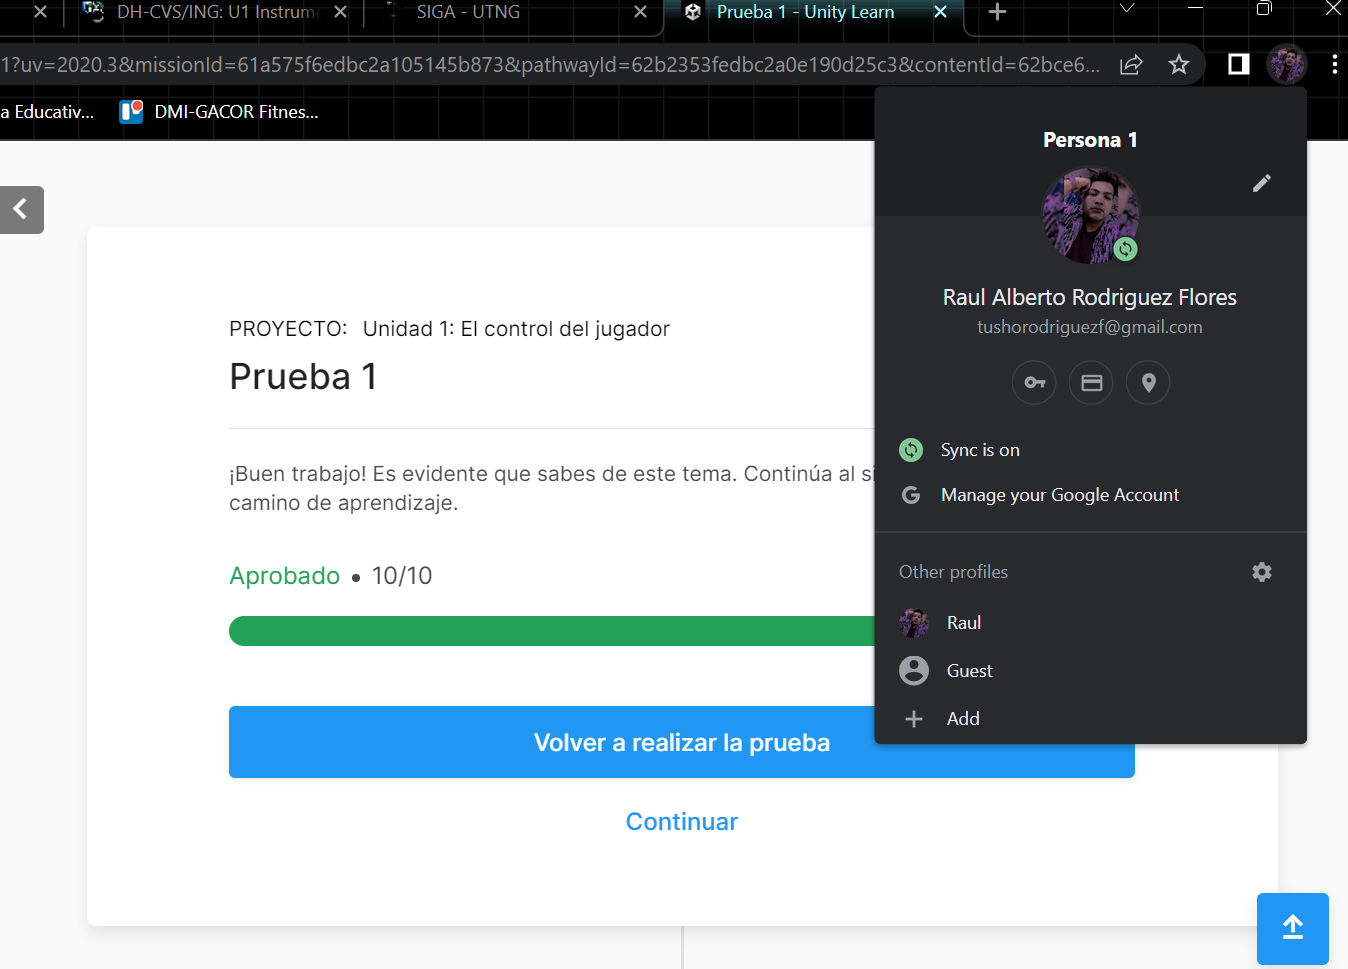 DH-CVS/ING: U1 Instrum
SIGA - UTNG
Prueba 1 - Unity Learn
1?uv=2020.3&missionId=61a575f6edbc2a105145b873&pathwayId=62b2353fedbc2a0e190d25c3&contentId=62bce6...
a Educativ...
DMI-GACOR Fitnes...
PROYECTO: Unidad 1: El control del jugador
Prueba 1
¡Buen trabajo! Es evidente que sabes de este tema. Continúa al si
camino de aprendizaje.
Aprobado • 10/10
Volver a realizar la prueba
Continuar
Persona 1
Raul Alberto Rodriguez Flores
tushorodriguezf@gmail.com
Sync is on
Manage your Google Account
Other profiles
Raul
Guest
Add